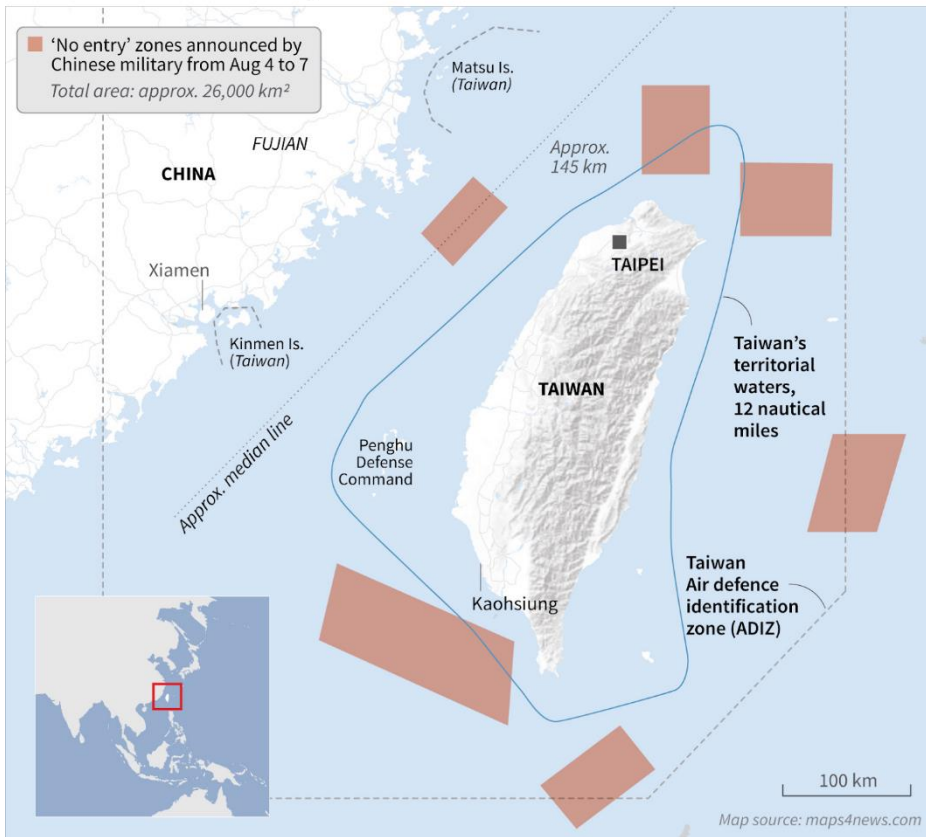 ‘No entry’ zones announced by
Chinese military from Aug 4 to 7
Total area: approx. 26,000 km²
Matsu Is.
(Taiwan)
FUJIAN
CHINA
Approx.
145 km
Xiamen
TAIPEI
Kinmen Is.
(Taiwan)
Taiwan’s
territorial
waters,
12 nautical
miles
TAIWAN
Approx. median line
Penghu
Defense
Command
Taiwan
Air defence
identification
zone (ADIZ)
Kaohsiung
100 km
Map source: maps4news.com